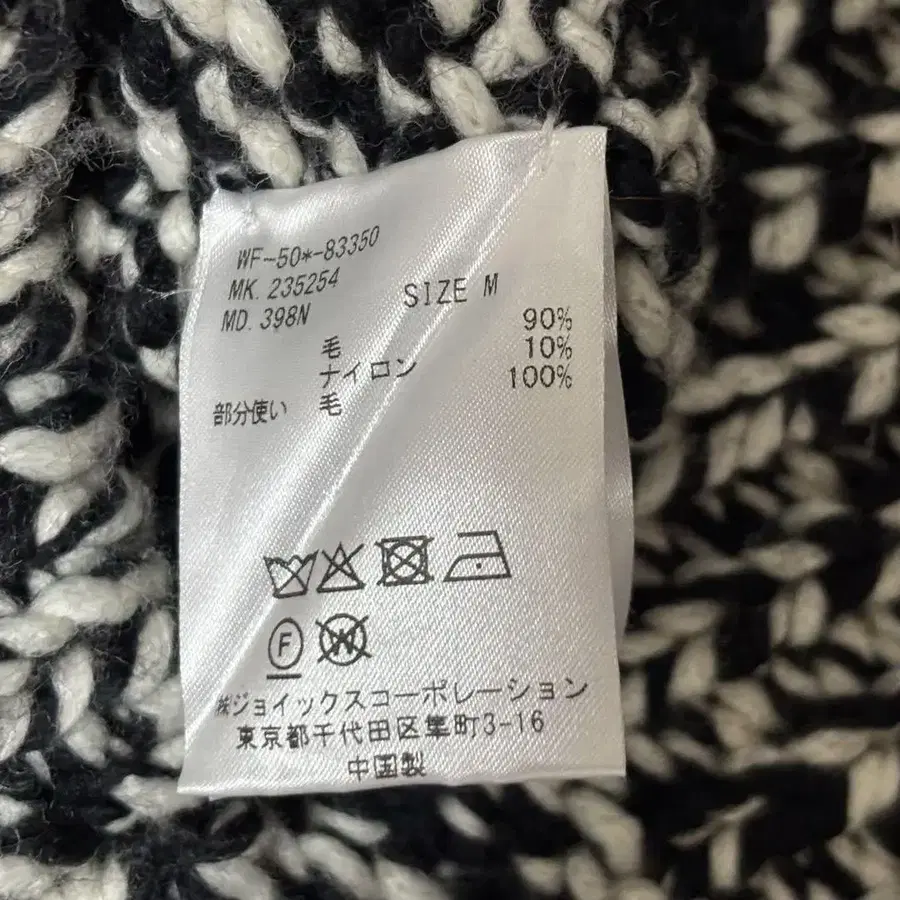 WF-50*-83350
MK. 235254
MD. 398N
SIZE M
毛 90%
ナイロン 10%
部分使い 毛 100%
F
W
㈱ジョイックスコーポレーション
東京都千代田区隼町3-16
中国製